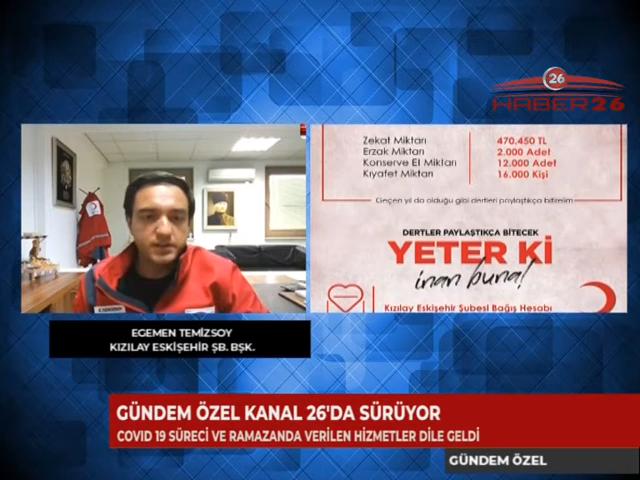 26
HABER26
Zekat Miktarı 470.450 TL
Erzak Miktarı 2.000 Adet
Konserve Et Miktarı 12.000 Adet
Kıyafet Miktarı 16.000 Kişi
Geçen yıl da olduğu gibi dertleri paylaştıkça bitirelim
DERTLER PAYLAŞTIKÇA BİTECEK
YETER Kİ
inan buna!
Kızılay Eskişehir Şubesi Bağış Hesabı
EGEMEN TEMİZSOY
KIZILAY ESKİŞEHİR ŞB. BŞK.
GÜNDEM ÖZEL KANAL 26'DA SÜRÜYOR
COVID 19 SÜRECİ VE RAMAZANDA VERİLEN HİZMETLER DİLE GELDİ
GÜNDEM ÖZEL